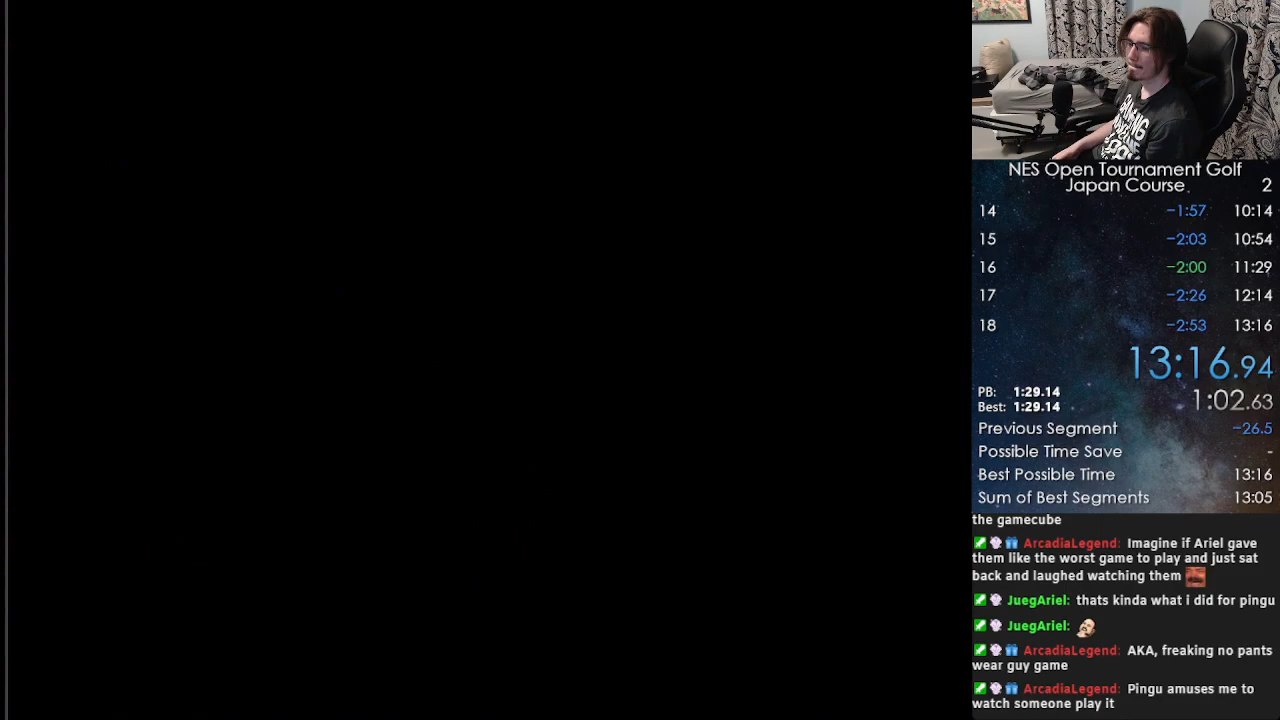 NES Open Tournament Golf
Japan Course 2
14 -1:57 10:14
15 -2:03 10:54
16 -2:00 11:29
17 -2:26 12:14
18 -2:53 13:16
13:16.94
PB: 1:29.14
Best: 1:29.14
1:02.63
Previous Segment -26.5
Possible Time Save -
Best Possible Time 13:16
Sum of Best Segments 13:05
the gamecube
ArcadiaLegend: Imagine if Ariel gave
them like the worst game to play and just sat
back and laughed watching them
JuegAriel: thats kinda what i did for pingu
JuegAriel:
ArcadiaLegend: AKA, freaking no pants
wear guy game
ArcadiaLegend: Pingu amuses me to
watch someone play it